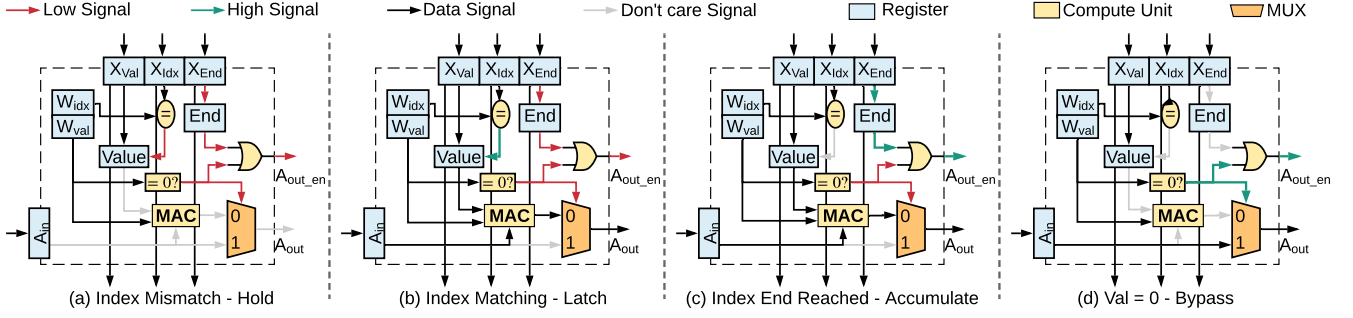 Low Signal High Signal Data Signal Don't care Signal Register Compute Unit MUX
XVal XIdx XEnd
Widx
Wval
=
End
Value
= 0?
Aout_en
MAC
0
1
Ain
Aout
(a) Index Mismatch - Hold
XVal XIdx XEnd
Widx
Wval
=
End
Value
= 0?
Aout_en
MAC
0
1
Ain
Aout
(b) Index Matching - Latch
XVal XIdx XEnd
Widx
Wval
=
End
Value
= 0?
Aout_en
MAC
0
1
Ain
Aout
(c) Index End Reached - Accumulate
XVal XIdx XEnd
Widx
Wval
=
End
Value
= 0?
Aout_en
MAC
0
1
Ain
Aout
(d) Val = 0 - Bypass